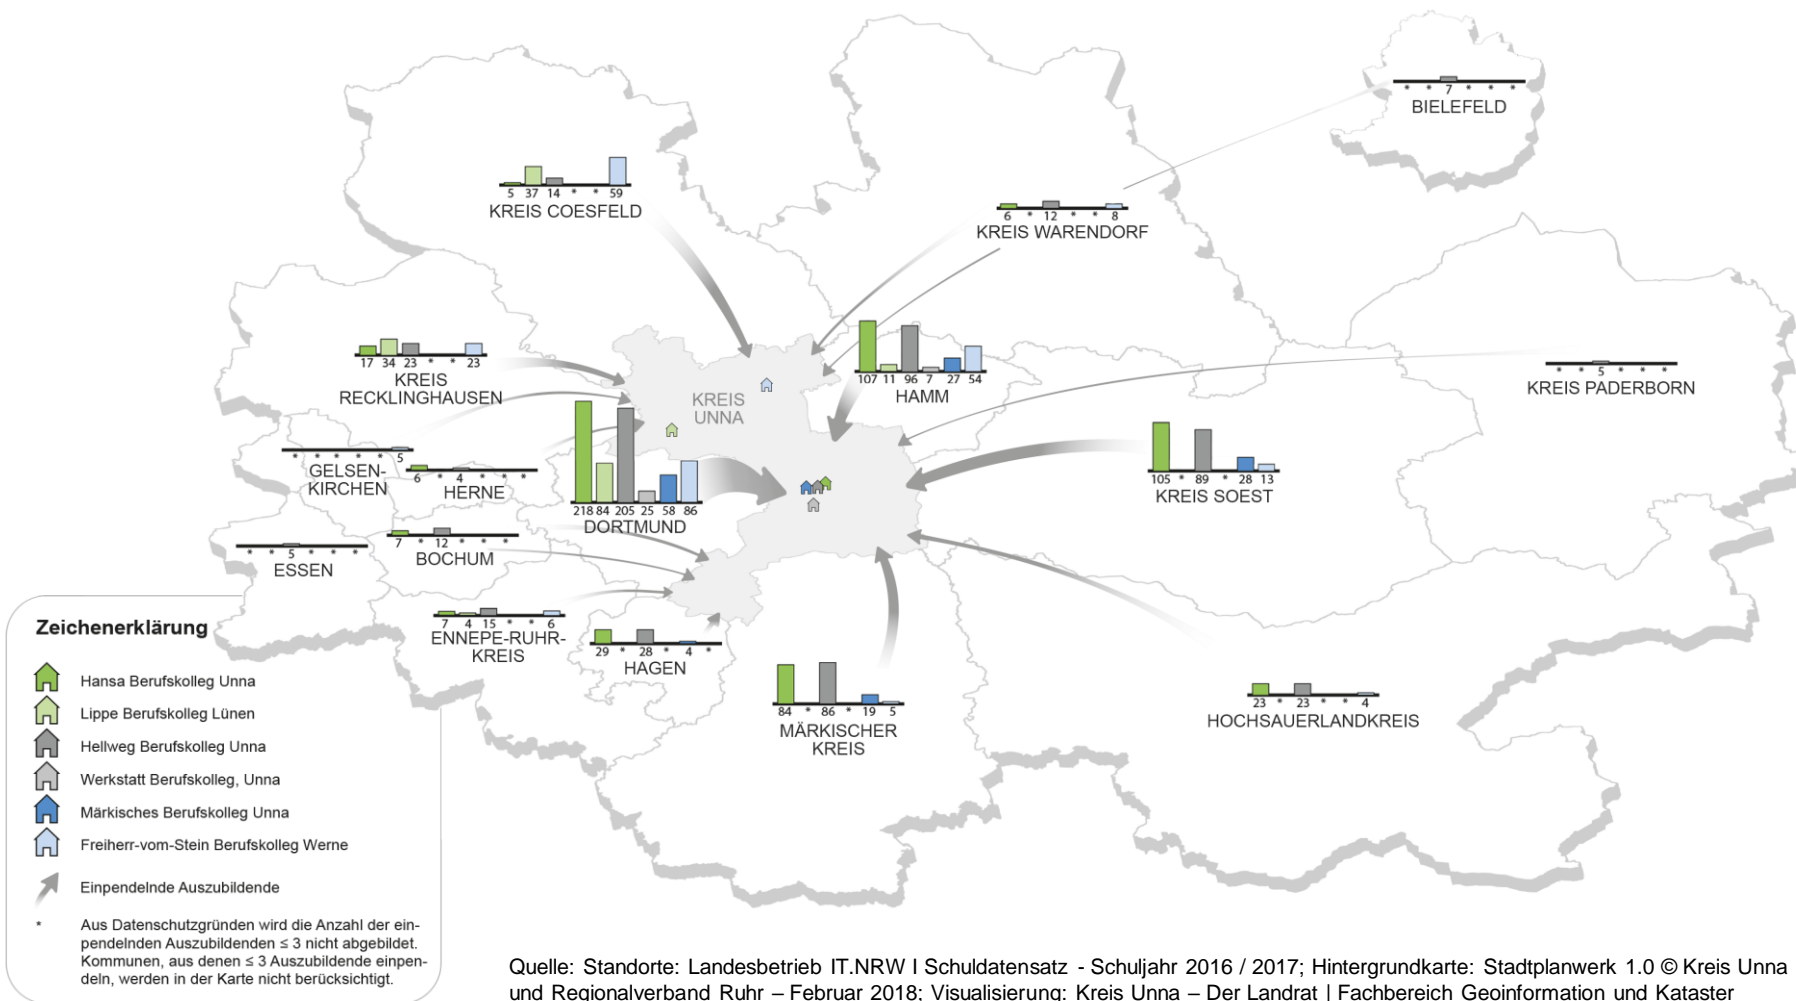 * * 7 * * *
BIELEFELD
5 37 14 * * 59
KREIS COESFELD
6 * 12 * * 8
KREIS WARENDORF
17 34 23 * * 23
KREIS
RECKLINGHAUSEN
KREIS
UNNA
107 11 96 7 27 54
HAMM
* * 5 * * *
KREIS PADERBORN
* * * * * 5
GELSEN-
KIRCHEN
6 * 4 * * *
HERNE
218 84 205 25 58 86
DORTMUND
105 * 89 * 28 13
KREIS SOEST
* * 5 * * *
ESSEN
7 * 12 * * *
BOCHUM
7 4 15 * * 6
ENNEPE-RUHR-
KREIS
29 * 28 * 4 *
HAGEN
84 * 86 * 19 5
MÄRKISCHER
KREIS
23 * 23 * * 4
HOCHSAUERLANDKREIS
Zeichenerklärung
Hansa Berufskolleg Unna
Lippe Berufskolleg Lünen
Hellweg Berufskolleg Unna
Werkstatt Berufskolleg, Unna
Märkisches Berufskolleg Unna
Freiherr-vom-Stein Berufskolleg Werne
Einpendelnde Auszubildende
* Aus Datenschutzgründen wird die Anzahl der ein-
pendelnden Auszubildenden ≤ 3 nicht abgebildet.
Kommunen, aus denen ≤ 3 Auszubildende einpen-
deln, werden in der Karte nicht berücksichtigt.
Quelle: Standorte: Landesbetrieb IT.NRW I Schuldatensatz - Schuljahr 2016 / 2017; Hintergrundkarte: Stadtplanwerk 1.0 © Kreis Unna
und Regionalverband Ruhr – Februar 2018; Visualisierung: Kreis Unna – Der Landrat | Fachbereich Geoinformation und Kataster